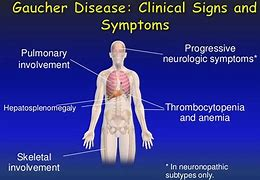 Gaucher Disease: Clinical Signs and
Symptoms
Pulmonary
involvement
Progressive
neurologic symptoms*
Hepatosplenomegaly
Thrombocytopenia
and anemia
Skeletal
involvement
* In neuronopathic
subtypes only.